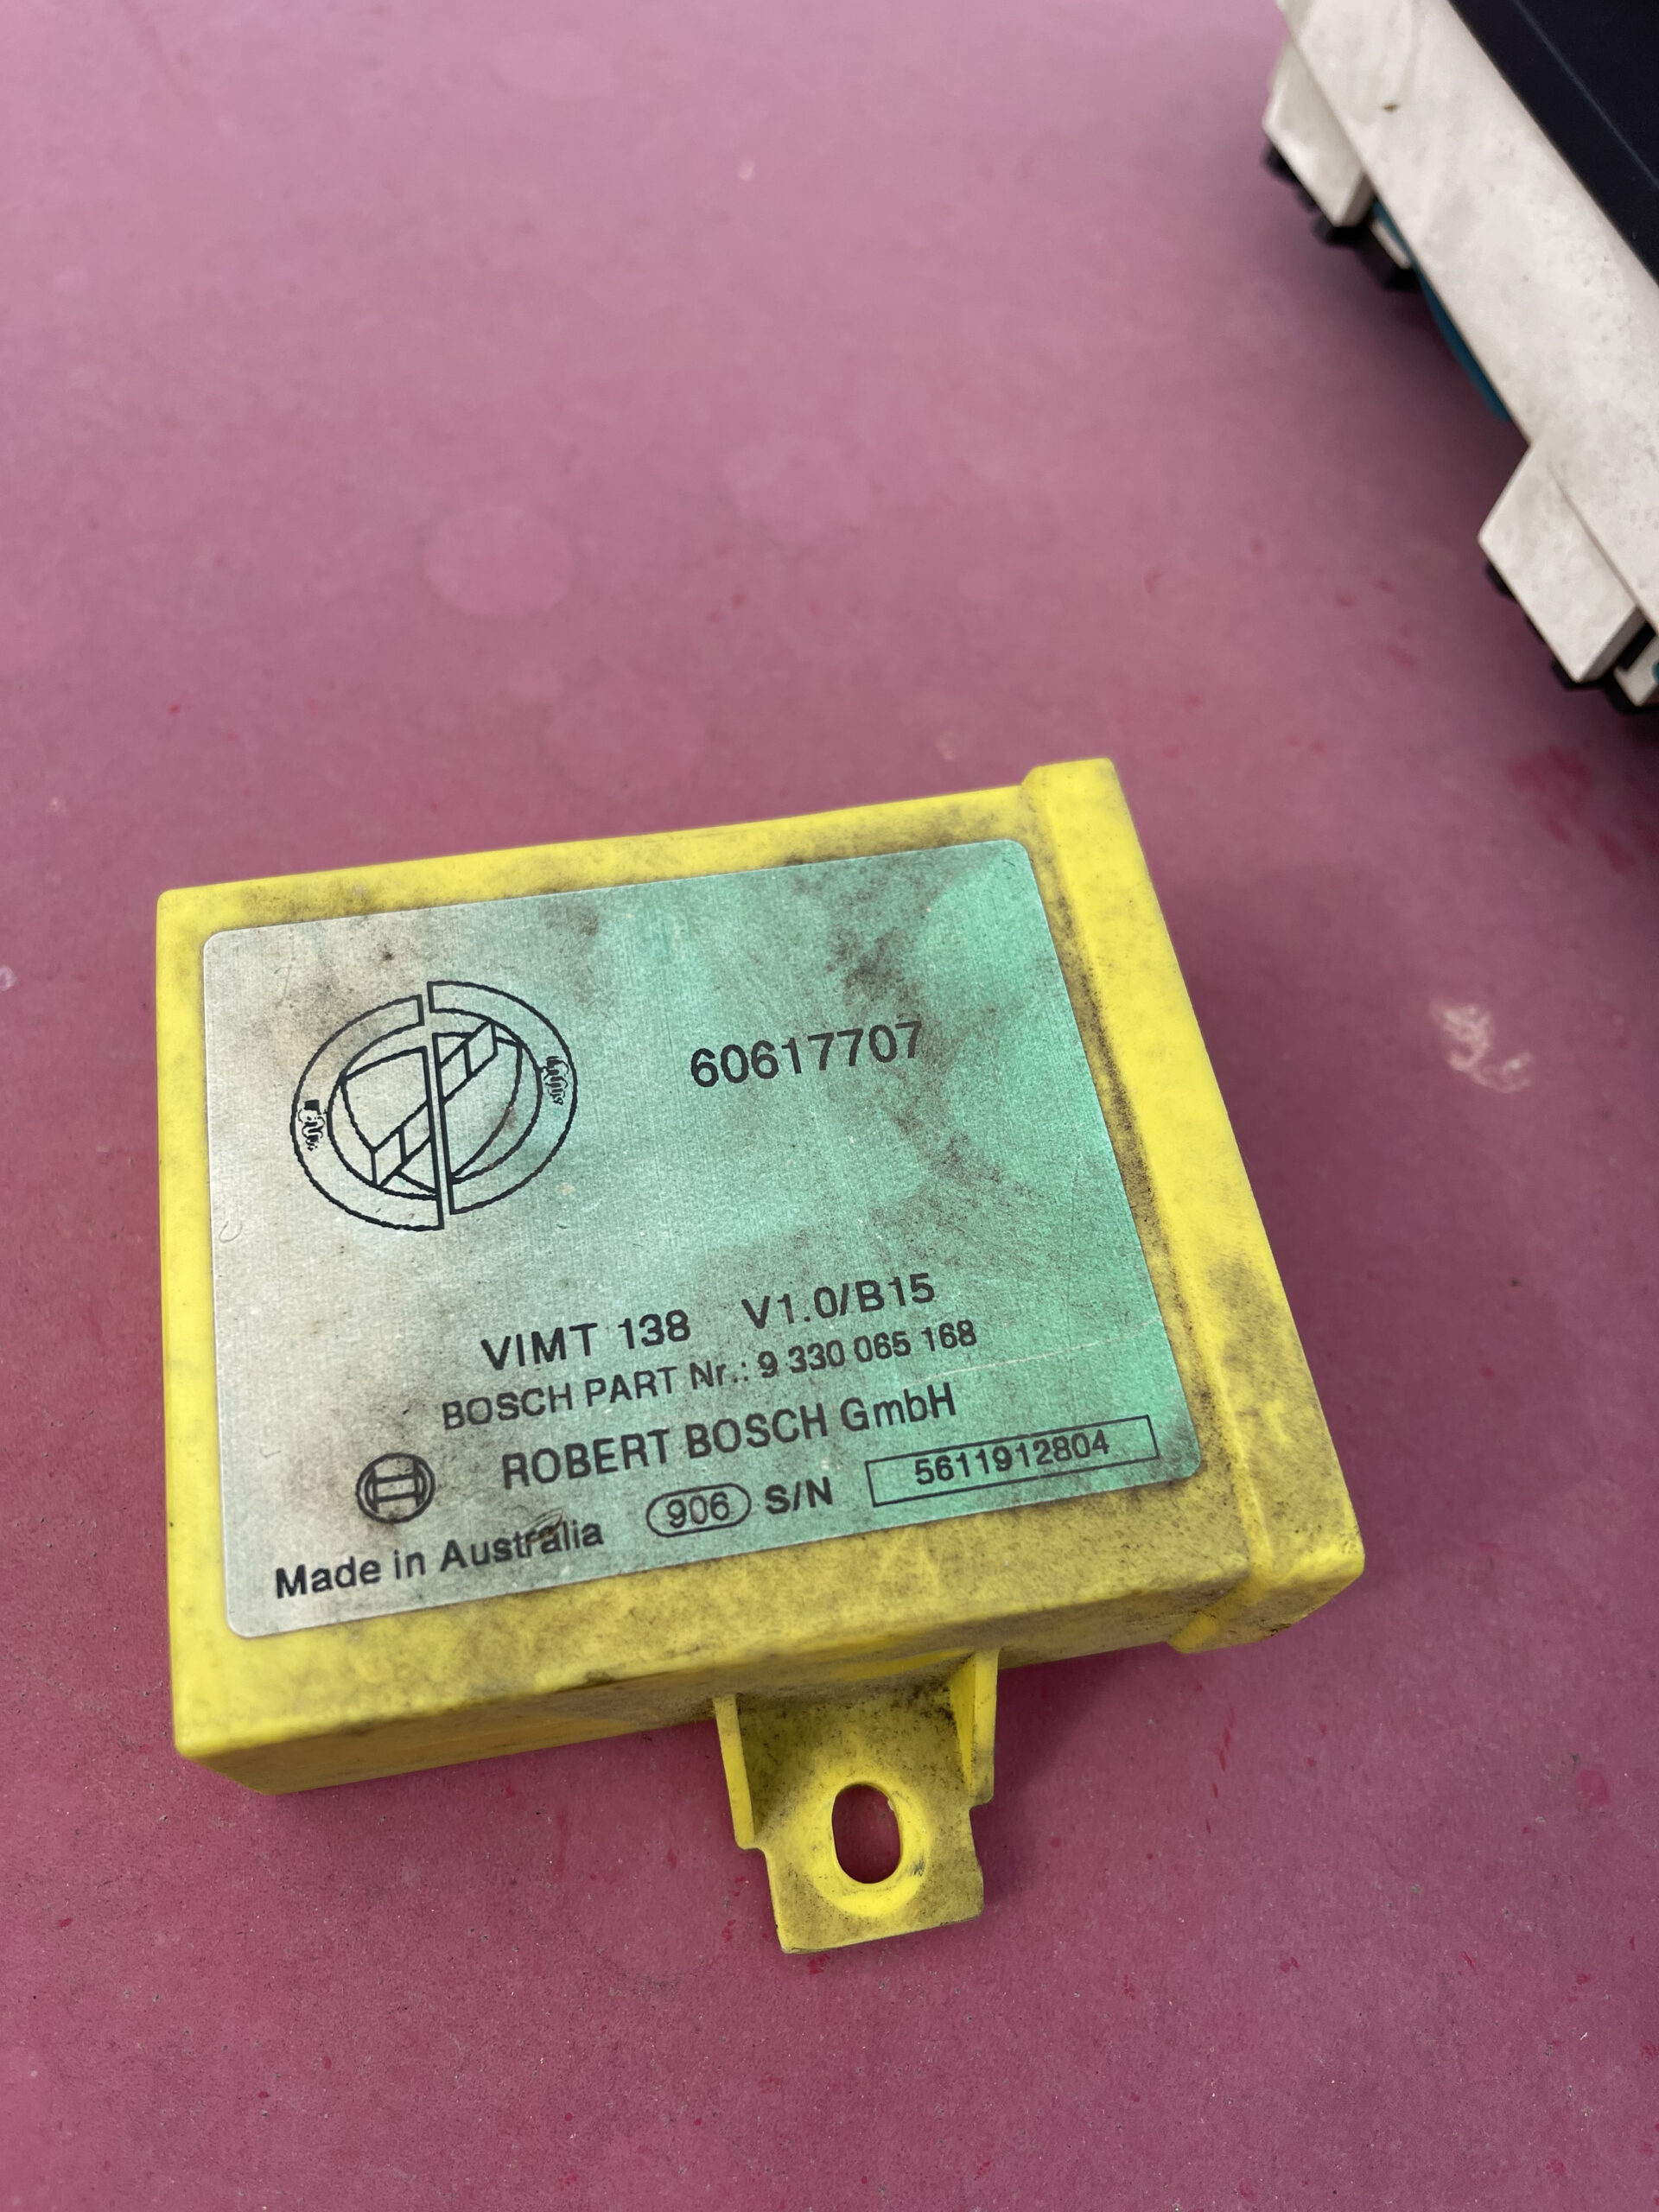 60617707
VIMT 138 V1.0/B15
BOSCH PART Nr.: 9 330 065 168
ROBERT BOSCH GmbH
906 S/N 5611912804
Made in Australia